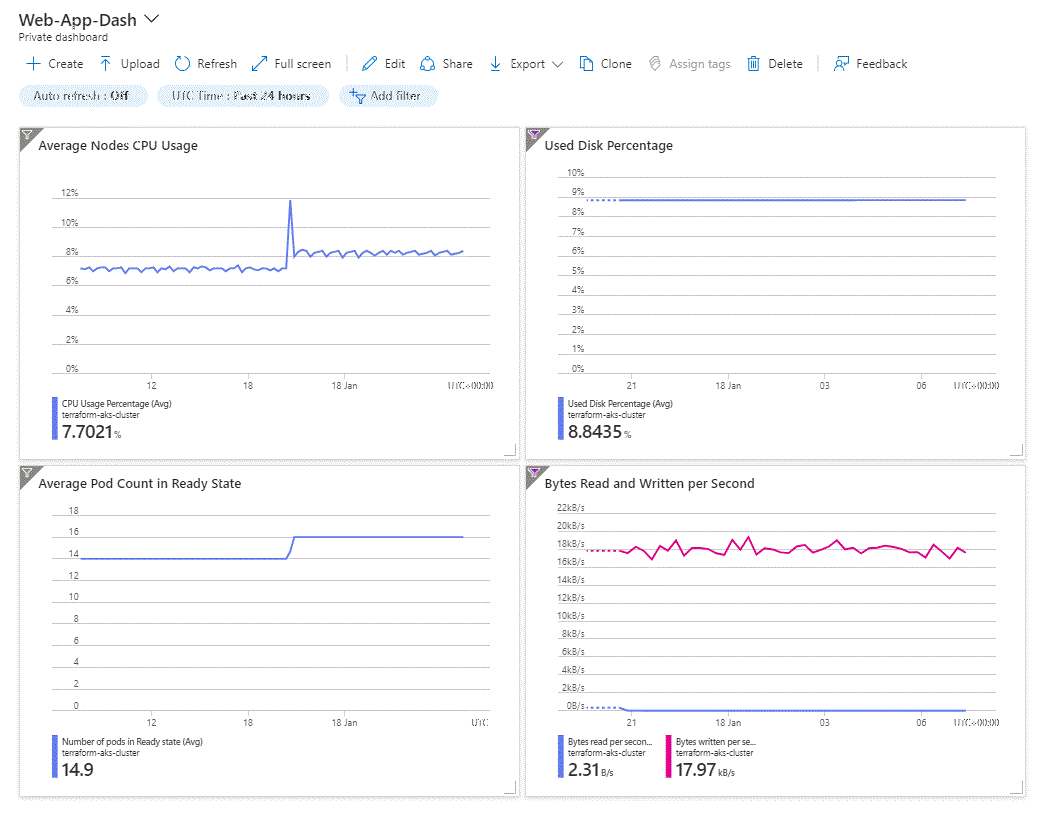 Web-App-Dash
Private dashboard
Create Upload Refresh Full screen Edit Share Export Clone Assign tags Delete Feedback
Auto refresh : Off UTC Time : Past 24 hours Add filter
Average Nodes CPU Usage
12%
10%
8%
6%
4%
2%
0%
12 18 18 Jan UTC+00:00
CPU Usage Percentage (Avg)
terraform-aks-cluster
7.7021%
Used Disk Percentage
10%
9%
8%
7%
6%
5%
4%
3%
2%
1%
0%
21 18 Jan 03 06 UTC+00:00
Used Disk Percentage (Avg)
terraform-aks-cluster
8.8435%
Average Pod Count in Ready State
18
16
14
12
10
8
6
4
2
0
12 18 18 Jan UTC
Number of pods in Ready state (Avg)
terraform-aks-cluster
14.9
Bytes Read and Written per Second
22kB/s
20kB/s
18kB/s
16kB/s
14kB/s
12kB/s
10kB/s
8kB/s
6kB/s
4kB/s
2kB/s
0B/s
21 18 Jan 03 06 UTC+00:00
Bytes read per secon... Bytes written per se...
terraform-aks-cluster terraform-aks-cluster
2.31 B/s 17.97 kB/s